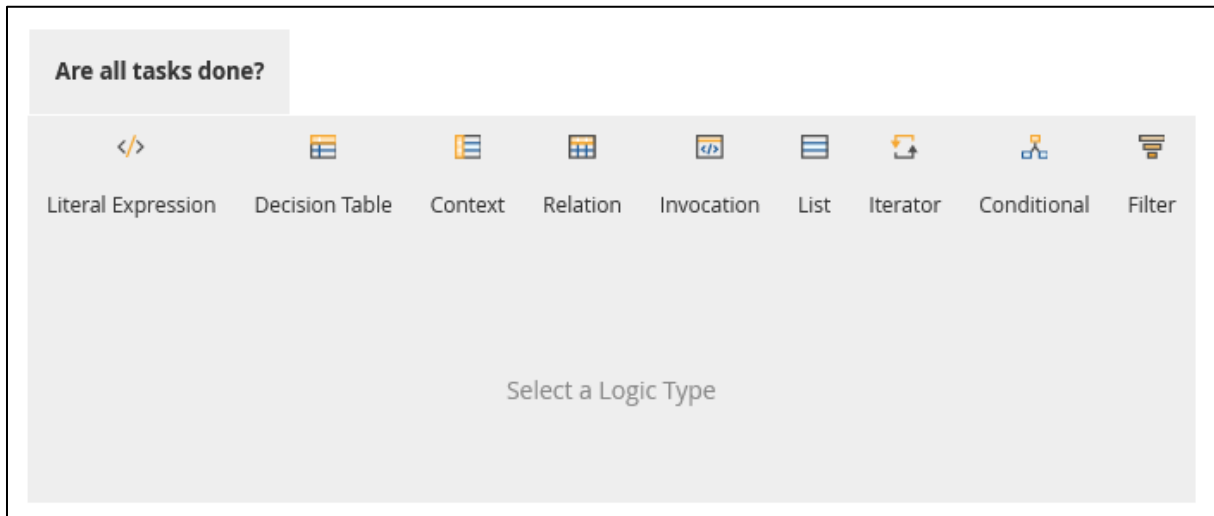 Are all tasks done?
Literal Expression Decision Table Context Relation Invocation List Iterator Conditional Filter
Select a Logic Type